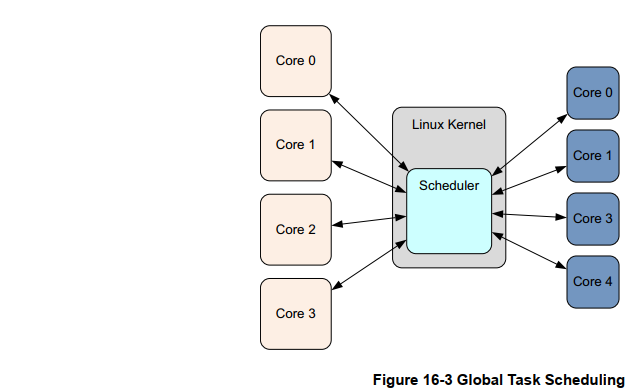 Core 0
Core 1
Core 2
Core 3
Linux Kernel
Scheduler
Core 0
Core 1
Core 3
Core 4
Figure 16-3 Global Task Scheduling